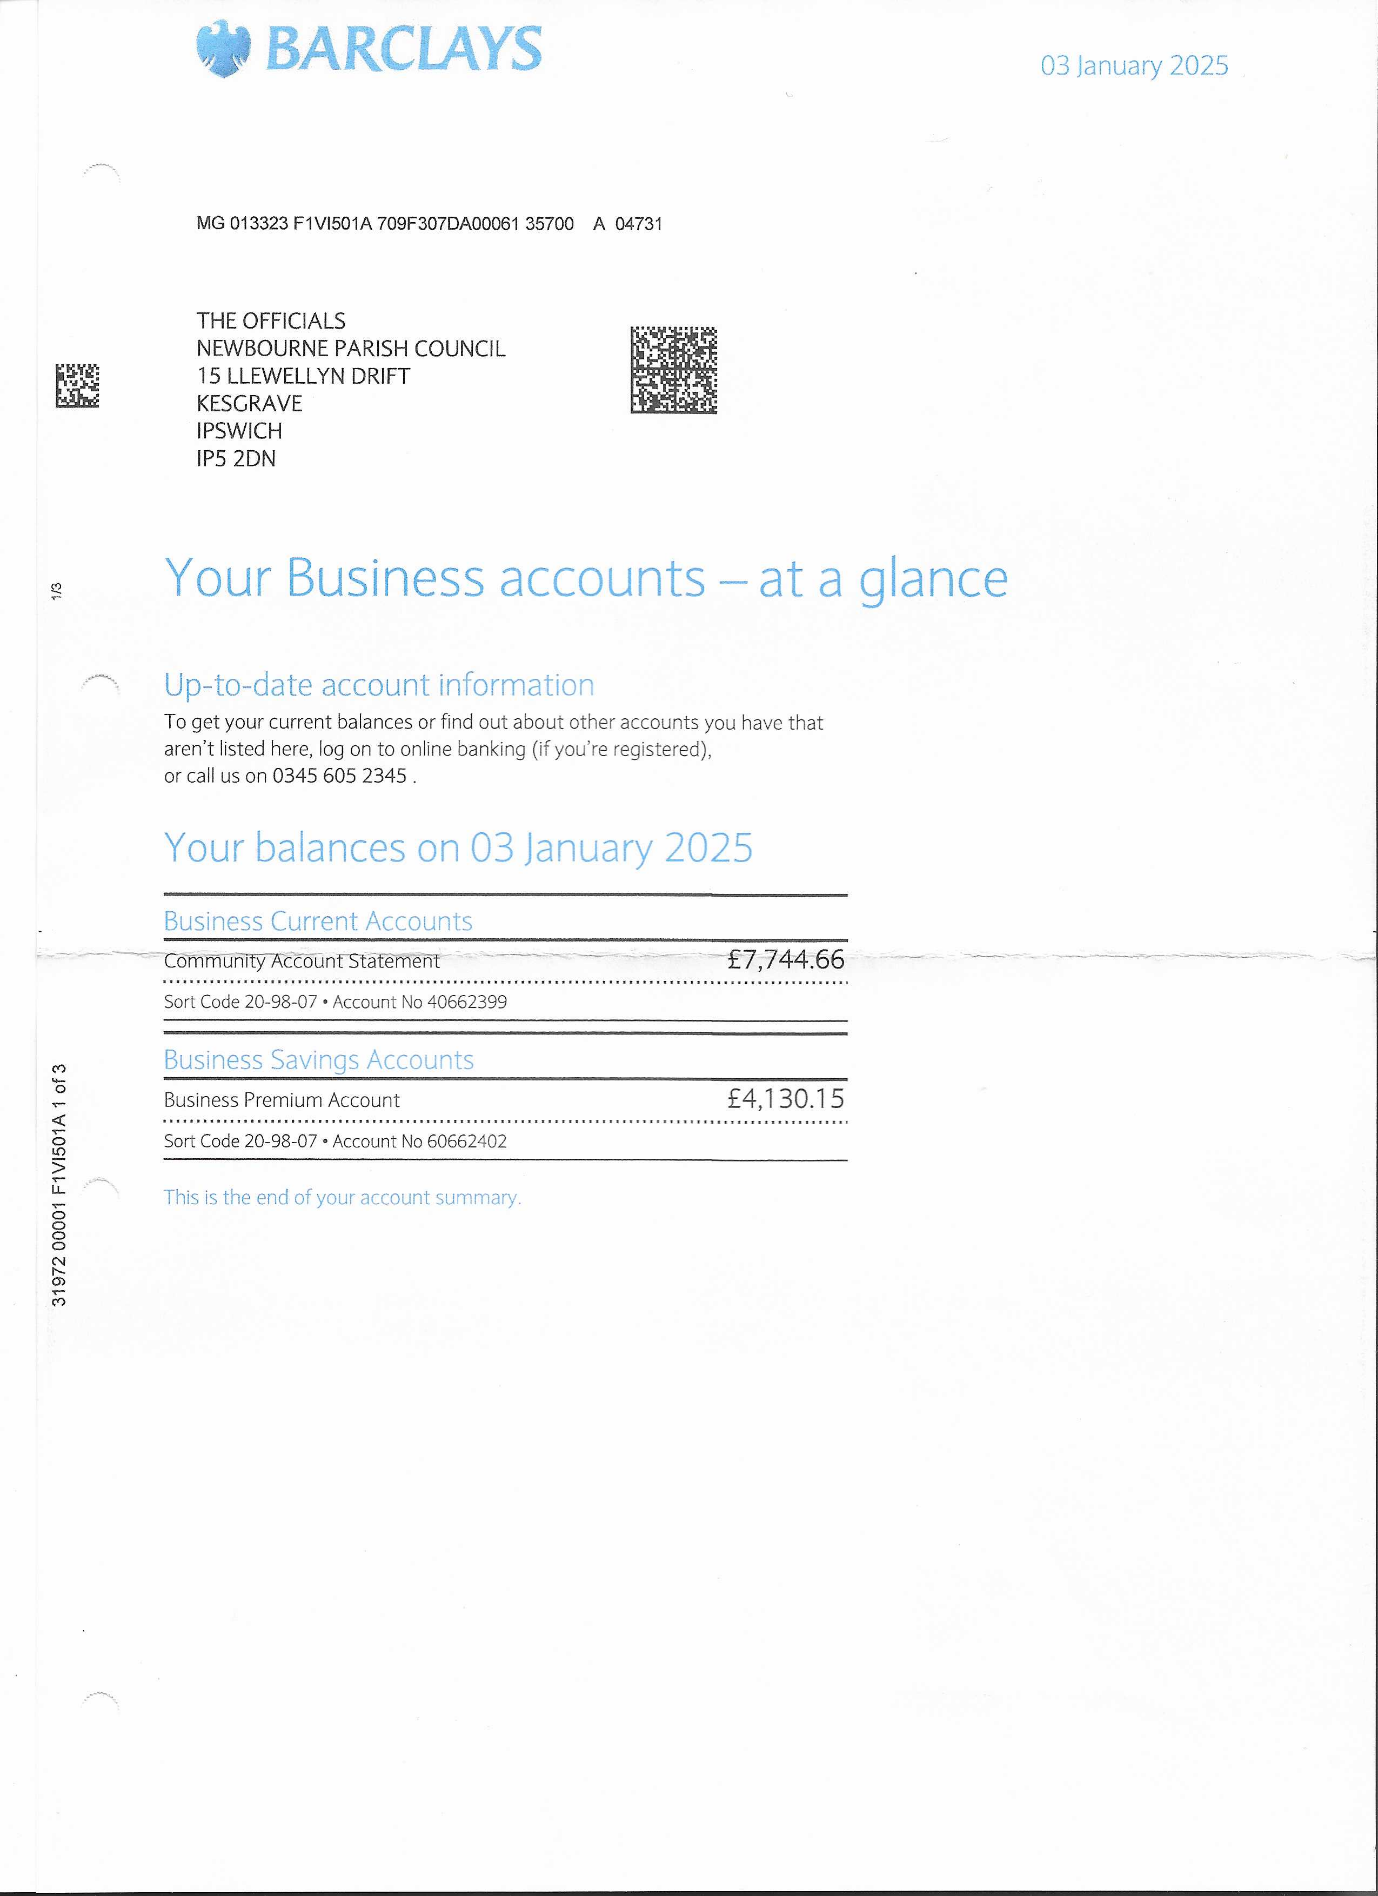 BARCLAYS
03 January 2025
MG 013323 F1VI501A 709F307DA00061 35700 A 04731
THE OFFICIALS
NEWBOURNE PARISH COUNCIL
15 LLEWELLYN DRIFT
KESGRAVE
IPSWICH
IP5 2DN
1/3
Your Business accounts – at a glance
Up-to-date account information
To get your current balances or find out about other accounts you have that
aren't listed here, log on to online banking (if you're registered),
or call us on 0345 605 2345 .
Your balances on 03 January 2025
Business Current Accounts
Community Account Statement £7,744.66
Sort Code 20-98-07 • Account No 40662399
Business Savings Accounts
Business Premium Account £4,130.15
Sort Code 20-98-07 • Account No 60662402
This is the end of your account summary.
31972 00001 F1VI501A 1 of 3